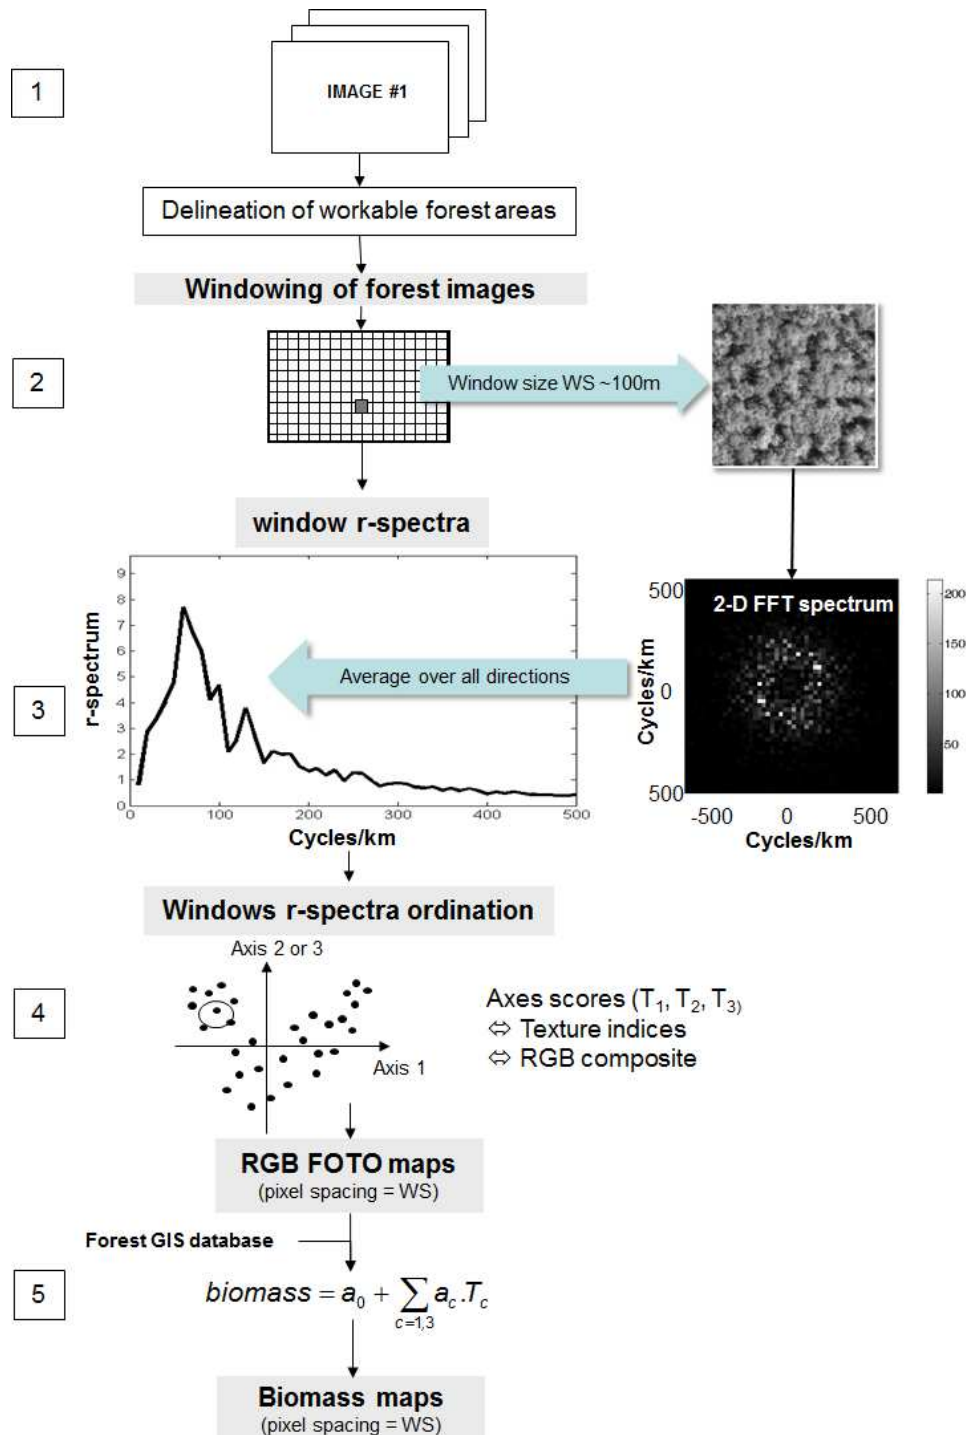 1
IMAGE #1
Delineation of workable forest areas
Windowing of forest images
2
Window size WS ~100m
window r-spectra
3
r-spectrum
9
8
7
6
5
4
3
2
1
0
0 100 200 300 400 500
Cycles/km
Average over all directions
2-D FFT spectrum
500
0
500
Cycles/km
-500 0 500
Cycles/km
200
150
100
50
Windows r-spectra ordination
4
Axis 2 or 3
Axis 1
Axes scores (T₁, T₂, T₃)
⇔ Texture indices
⇔ RGB composite
RGB FOTO maps
(pixel spacing = WS)
Forest GIS database
5
biomass = a₀ + ∑ a_c.T_c
c=1,3
Biomass maps
(pixel spacing = WS)